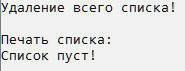 Удаление всего списка!
Печать списка:
Список пуст!